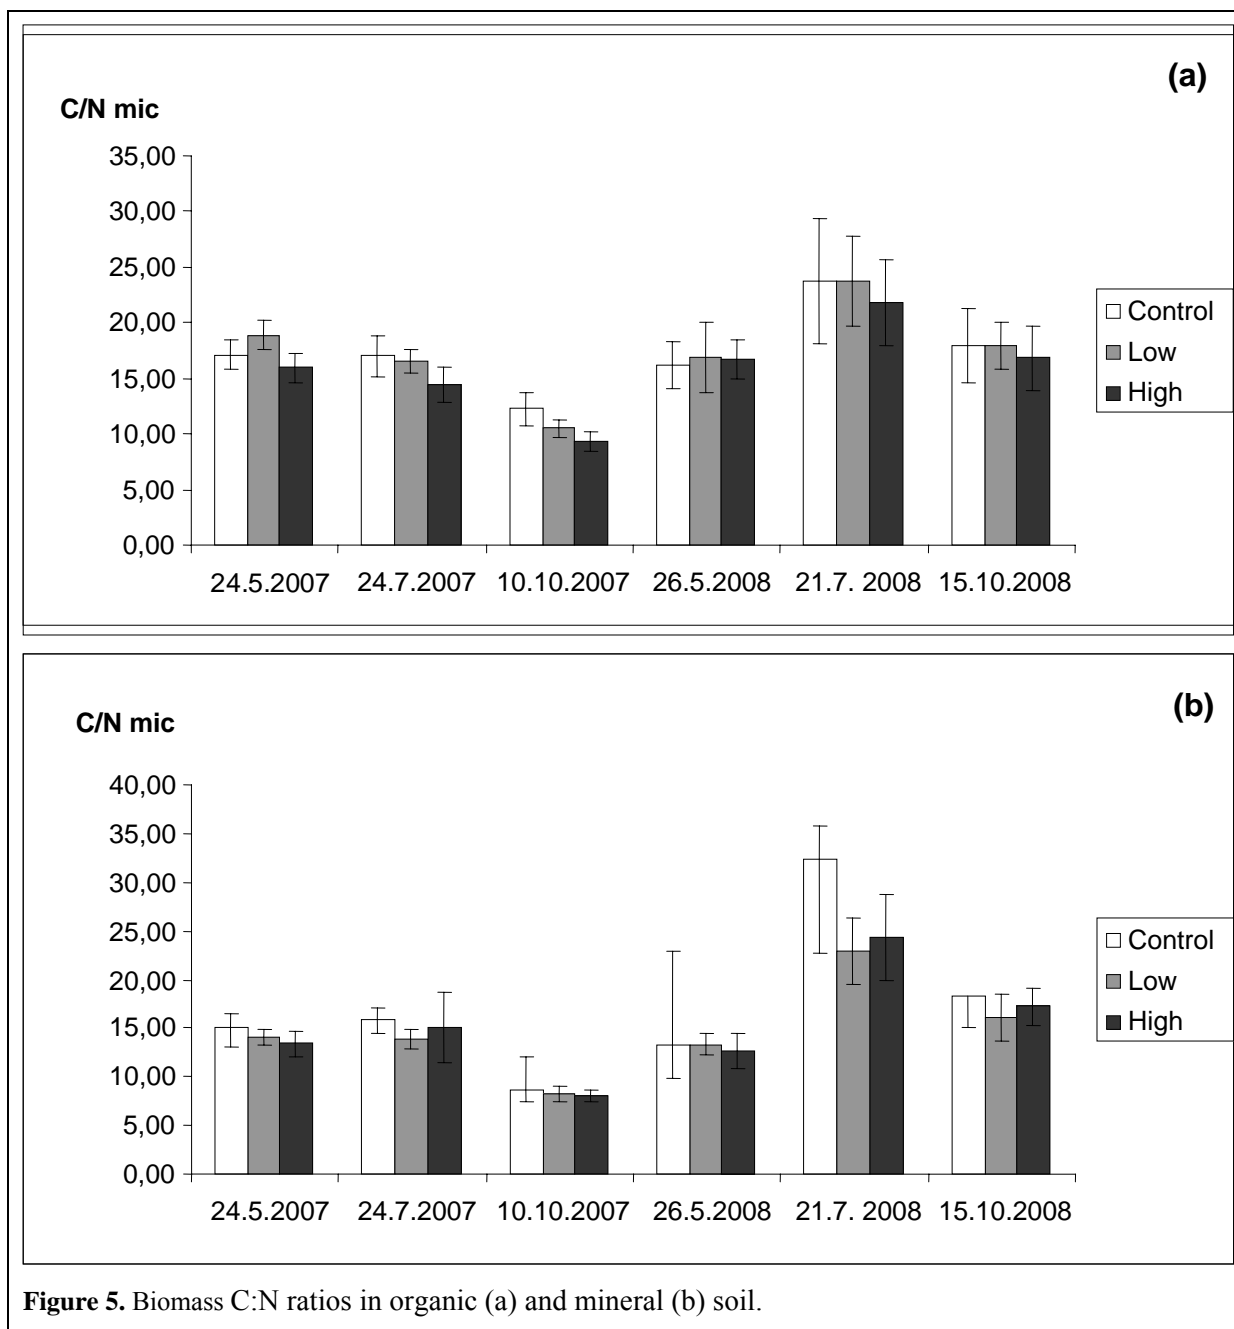 (a)
C/N mic
35,00
30,00
25,00
20,00
15,00
10,00
5,00
0,00
24.5.2007 24.7.2007 10.10.2007 26.5.2008 21.7. 2008 15.10.2008
Control
Low
High
(b)
C/N mic
40,00
35,00
30,00
25,00
20,00
15,00
10,00
5,00
0,00
24.5.2007 24.7.2007 10.10.2007 26.5.2008 21.7. 2008 15.10.2008
Control
Low
High
Figure 5. Biomass C:N ratios in organic (a) and mineral (b) soil.